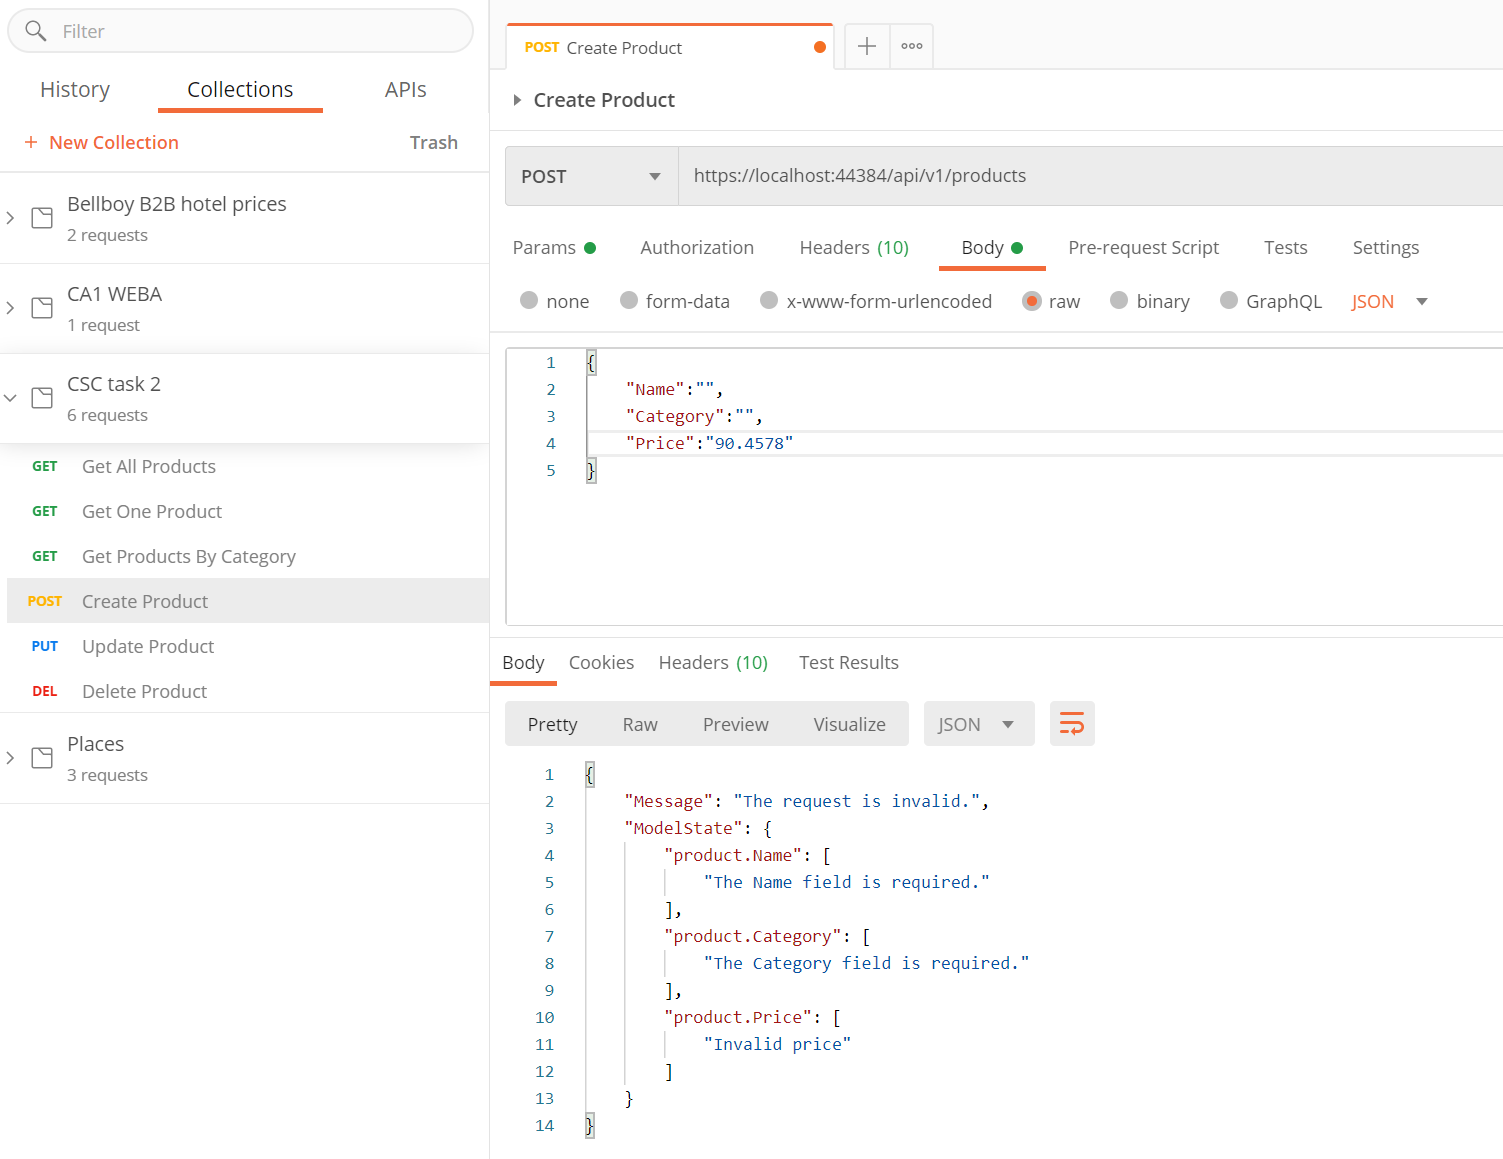 Filter
History Collections APIs
+ New Collection Trash
Bellboy B2B hotel prices
2 requests
CA1 WEBA
1 request
CSC task 2
6 requests
GET Get All Products
GET Get One Product
GET Get Products By Category
POST Create Product
PUT Update Product
DEL Delete Product
Places
3 requests
POST Create Product
Create Product
POST https://localhost:44384/api/v1/products
Params Authorization Headers (10) Body Pre-request Script Tests Settings
none form-data x-www-form-urlencoded raw binary GraphQL JSON
1 {
2 "Name":"",
3 "Category":"",
4 "Price":"90.4578"
5 }
Body Cookies Headers (10) Test Results
Pretty Raw Preview Visualize JSON
1 {
2 "Message": "The request is invalid.",
3 "ModelState": {
4 "product.Name": [
5 "The Name field is required."
6 ],
7 "product.Category": [
8 "The Category field is required."
9 ],
10 "product.Price": [
11 "Invalid price"
12 ]
13 }
14 }